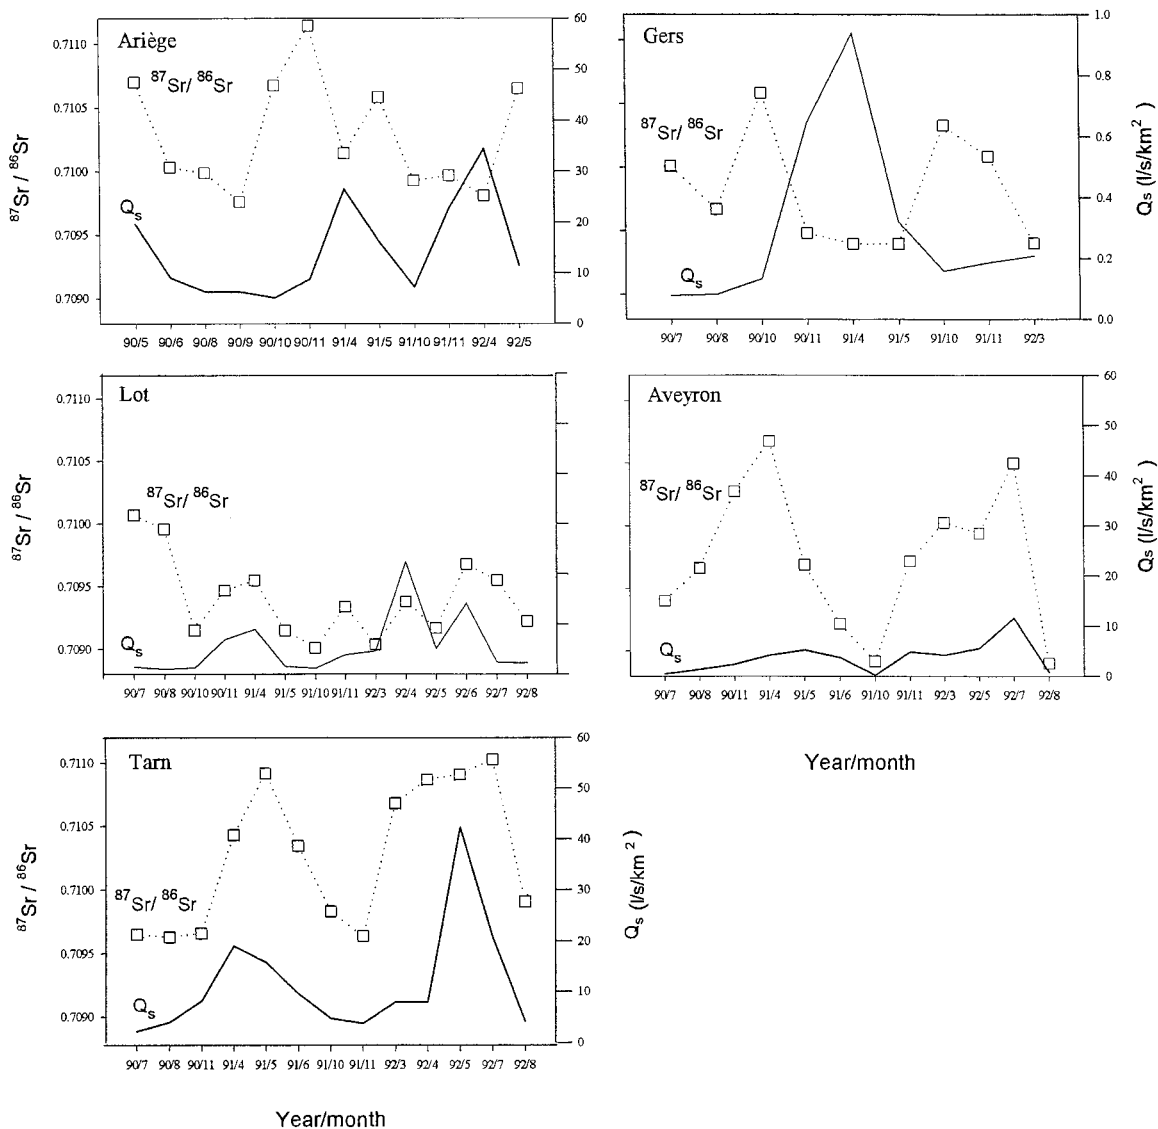 Ariège
⁸⁷Sr/ ⁸⁶Sr
Qₛ
⁸⁷Sr / ⁸⁶Sr
0.7110
0.7105
0.7100
0.7095
0.7090
60
50
40
30
20
10
0
90/5 90/6 90/8 90/9 90/10 90/11 91/4 91/5 91/10 91/11 92/4 92/5
Gers
⁸⁷Sr/ ⁸⁶Sr
Qₛ
1.0
0.8
0.6
0.4
0.2
0.0
Qₛ (l/s/km²)
90/7 90/8 90/10 90/11 91/4 91/5 91/10 91/11 92/3
Lot
⁸⁷Sr/ ⁸⁶Sr
Qₛ
⁸⁷Sr / ⁸⁶Sr
0.7110
0.7105
0.7100
0.7095
0.7090
90/7 90/8 90/10 90/11 91/4 91/5 91/10 91/11 92/3 92/4 92/5 92/6 92/7 92/8
Aveyron
⁸⁷Sr/ ⁸⁶Sr
Qₛ
60
50
40
30
20
10
0
Qₛ (l/s/km²)
90/7 90/8 90/11 91/4 91/5 91/6 91/10 91/11 92/3 92/5 92/7 92/8
Year/month
Tarn
⁸⁷Sr/ ⁸⁶Sr
Qₛ
⁸⁷Sr / ⁸⁶Sr
0.7110
0.7105
0.7100
0.7095
0.7090
60
50
40
30
20
10
0
Qₛ (l/s/km²)
90/7 90/8 90/11 91/4 91/5 91/6 91/10 91/11 92/3 92/4 92/5 92/7 92/8
Year/month